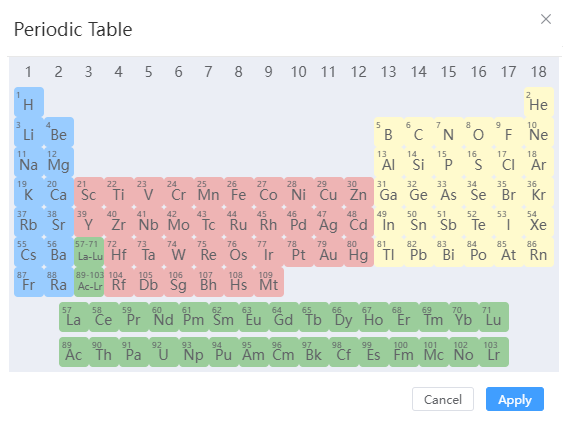 Periodic Table
1 2 3 4 5 6 7 8 9 10 11 12 13 14 15 16 17 18
1 H 2 He
3 Li 4 Be 5 B 6 C 7 N 8 O 9 F 10 Ne
11 Na 12 Mg 13 Al 14 Si 15 P 16 S 17 Cl 18 Ar
19 K 20 Ca 21 Sc 22 Ti 23 V 24 Cr 25 Mn 26 Fe 27 Co 28 Ni 29 Cu 30 Zn 31 Ga 32 Ge 33 As 34 Se 35 Br 36 Kr
37 Rb 38 Sr 39 Y 40 Zr 41 Nb 42 Mo 43 Tc 44 Ru 45 Rh 46 Pd 47 Ag 48 Cd 49 In 50 Sn 51 Sb 52 Te 53 I 54 Xe
55 Cs 56 Ba 57-71 La-Lu 72 Hf 73 Ta 74 W 75 Re 76 Os 77 Ir 78 Pt 79 Au 80 Hg 81 Tl 82 Pb 83 Bi 84 Po 85 At 86 Rn
87 Fr 88 Ra 89-103 Ac-Lr 104 Rf 105 Db 106 Sg 107 Bh 108 Hs 109 Mt
57 La 58 Ce 59 Pr 60 Nd 61 Pm 62 Sm 63 Eu 64 Gd 65 Tb 66 Dy 67 Ho 68 Er 69 Tm 70 Yb 71 Lu
89 Ac 90 Th 91 Pa 92 U 93 Np 94 Pu 95 Am 96 Cm 97 Bk 98 Cf 99 Es 100 Fm 101 Mc 102 No 103 Lr
Cancel Apply